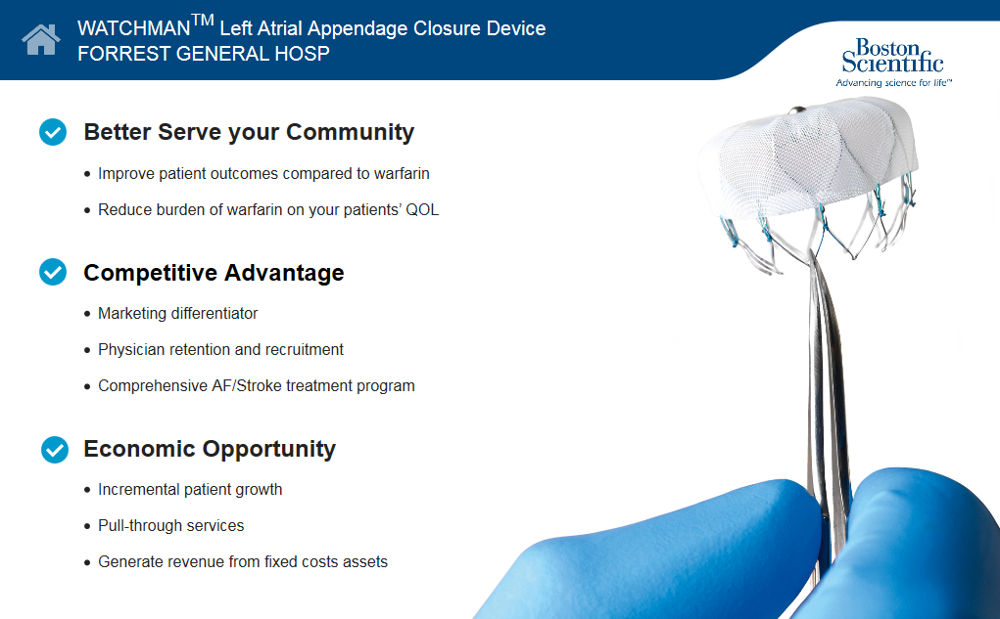 WATCHMAN™ Left Atrial Appendage Closure Device
FORREST GENERAL HOSP
Boston
Scientific
Advancing science for life™
Better Serve your Community
• Improve patient outcomes compared to warfarin
• Reduce burden of warfarin on your patients’ QOL
Competitive Advantage
• Marketing differentiator
• Physician retention and recruitment
• Comprehensive AF/Stroke treatment program
Economic Opportunity
• Incremental patient growth
• Pull-through services
• Generate revenue from fixed costs assets